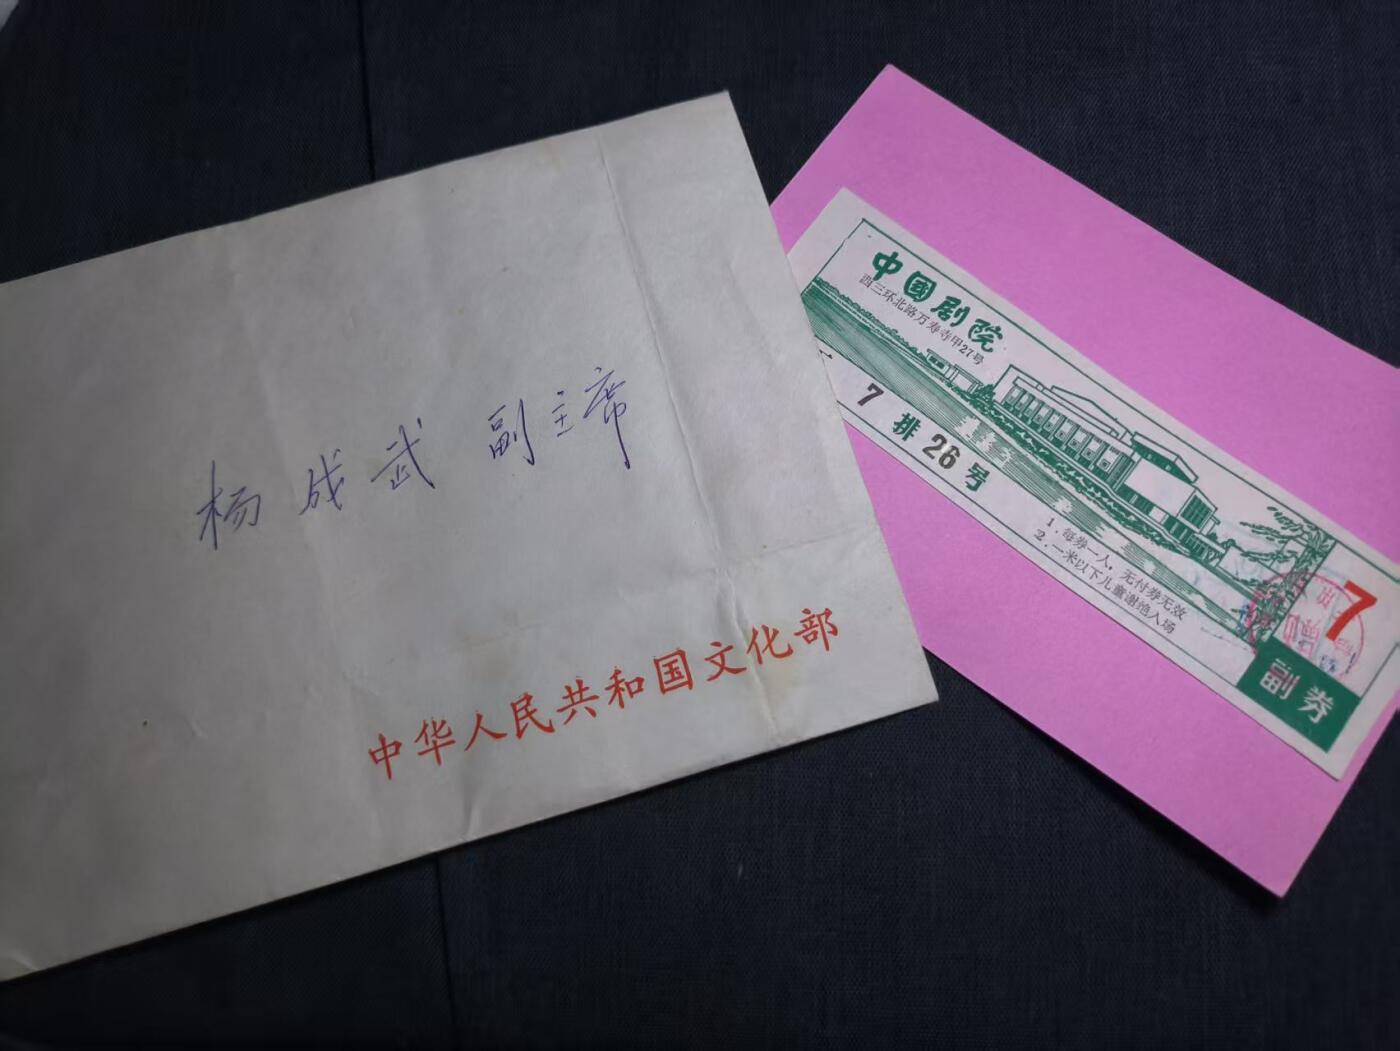 杨成武 副主席
中华人民共和国文化部
中國剧院
西三环北路万寿寺甲27号
7 排 26 号
1.每券一人,无付券无效
2.一米以下儿童谢绝入场
7
副券